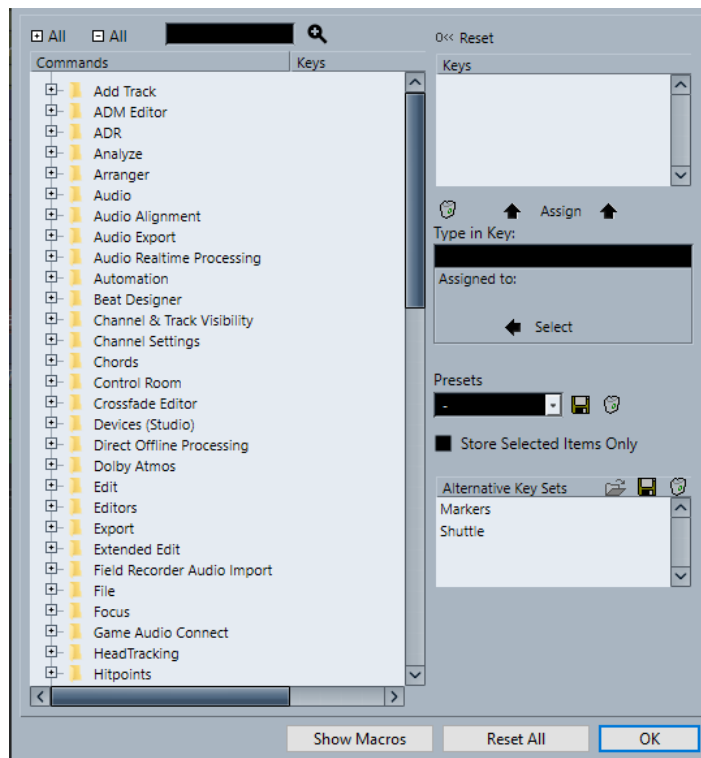 All All
0<< Reset
Commands Keys
Add Track
ADM Editor
ADR
Analyze
Arranger
Audio
Audio Alignment
Audio Export
Audio Realtime Processing
Automation
Beat Designer
Channel & Track Visibility
Channel Settings
Chords
Control Room
Crossfade Editor
Devices (Studio)
Direct Offline Processing
Dolby Atmos
Edit
Editors
Export
Extended Edit
Field Recorder Audio Import
File
Focus
Game Audio Connect
HeadTracking
Hitpoints
Keys
Assign
Type in Key:
Assigned to:
Select
Presets
-
Store Selected Items Only
Alternative Key Sets
Markers
Shuttle
Show Macros Reset All OK